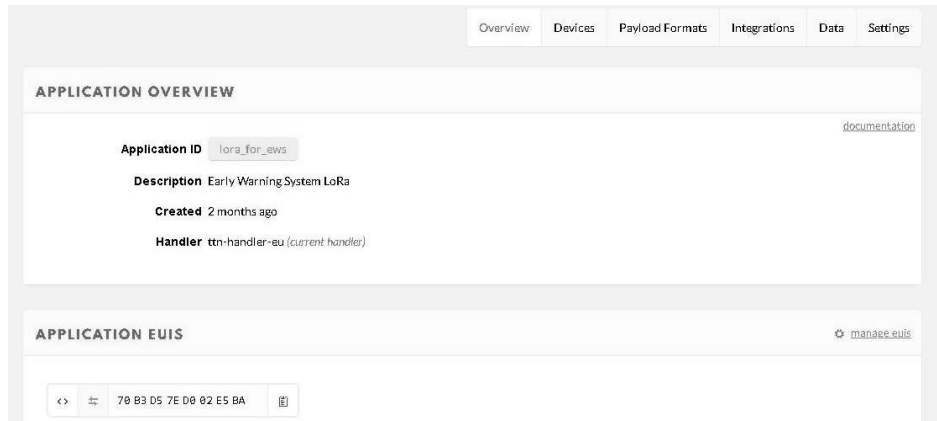 Overview Devices Payload Formats Integrations Data Settings
APPLICATION OVERVIEW
documentation
Application ID lora_for_ews
Description Early Warning System LoRa
Created 2 months ago
Handler ttn-handler-eu (current handler)
APPLICATION EUIS
manage euis
<> 70 B3 D5 7E D0 02 E5 BA